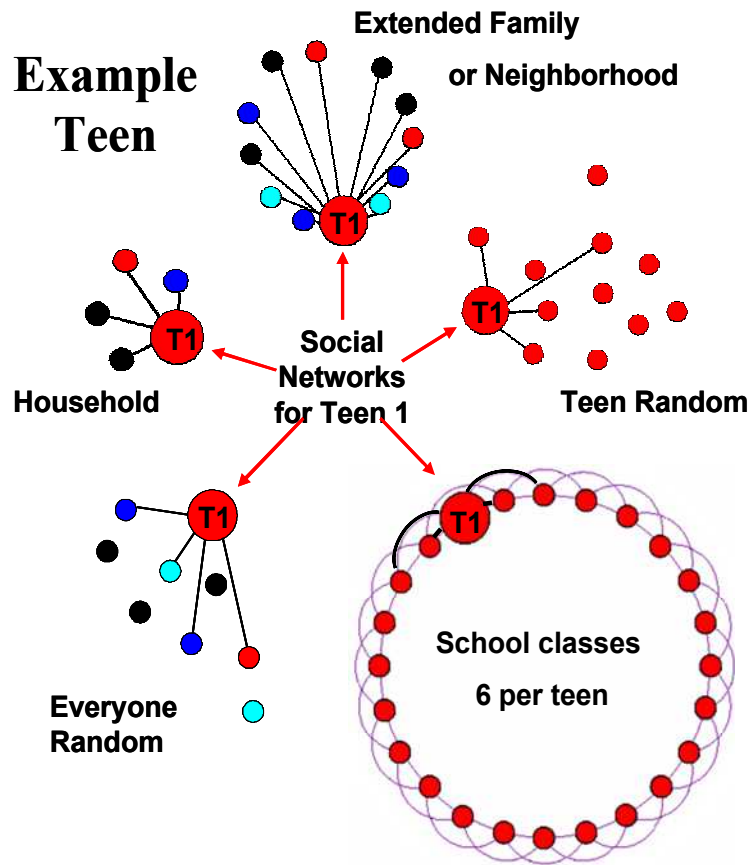 Example
Teen
Extended Family
or Neighborhood
T1
T1
T1
Social
Networks
for Teen 1
Household
Teen Random
T1
T1
School classes
6 per teen
Everyone
Random